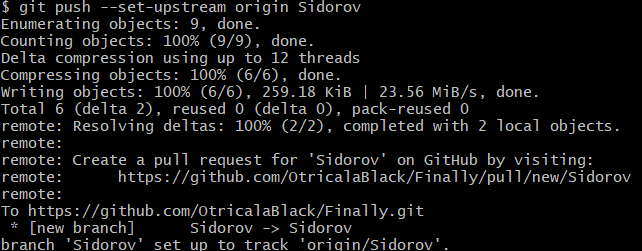 $ git push --set-upstream origin Sidorov
Enumerating objects: 9, done.
Counting objects: 100% (9/9), done.
Delta compression using up to 12 threads
Compressing objects: 100% (6/6), done.
Writing objects: 100% (6/6), 259.18 KiB | 23.56 MiB/s, done.
Total 6 (delta 2), reused 0 (delta 0), pack-reused 0
remote: Resolving deltas: 100% (2/2), completed with 2 local objects.
remote:
remote: Create a pull request for 'Sidorov' on GitHub by visiting:
remote:      https://github.com/OtricalaBlack/Finally/pull/new/Sidorov
remote:
To https://github.com/OtricalaBlack/Finally.git
 * [new branch]      Sidorov -> Sidorov
branch 'Sidorov' set up to track 'origin/Sidorov'.